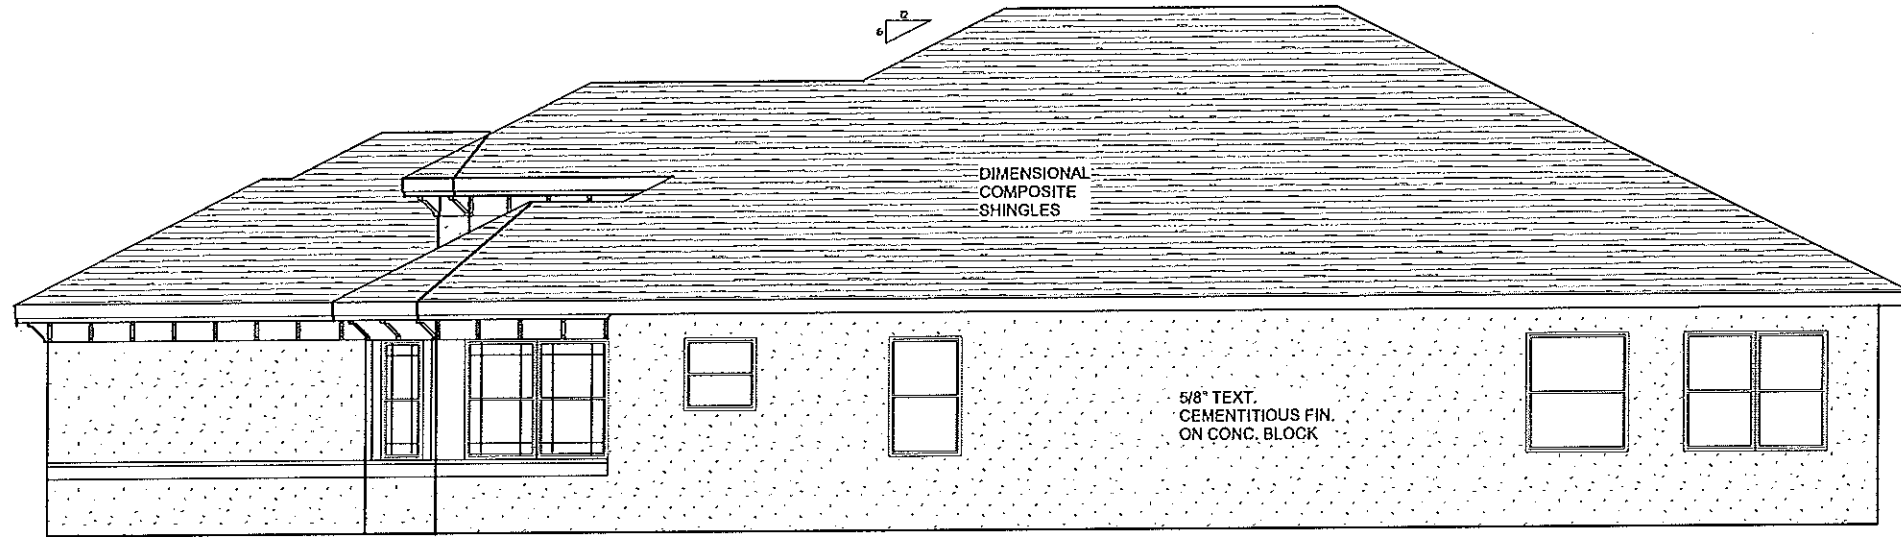 12
6
DIMENSIONAL
COMPOSITE
SHINGLES
5/8" TEXT.
CEMENTITIOUS FIN.
ON CONC. BLOCK